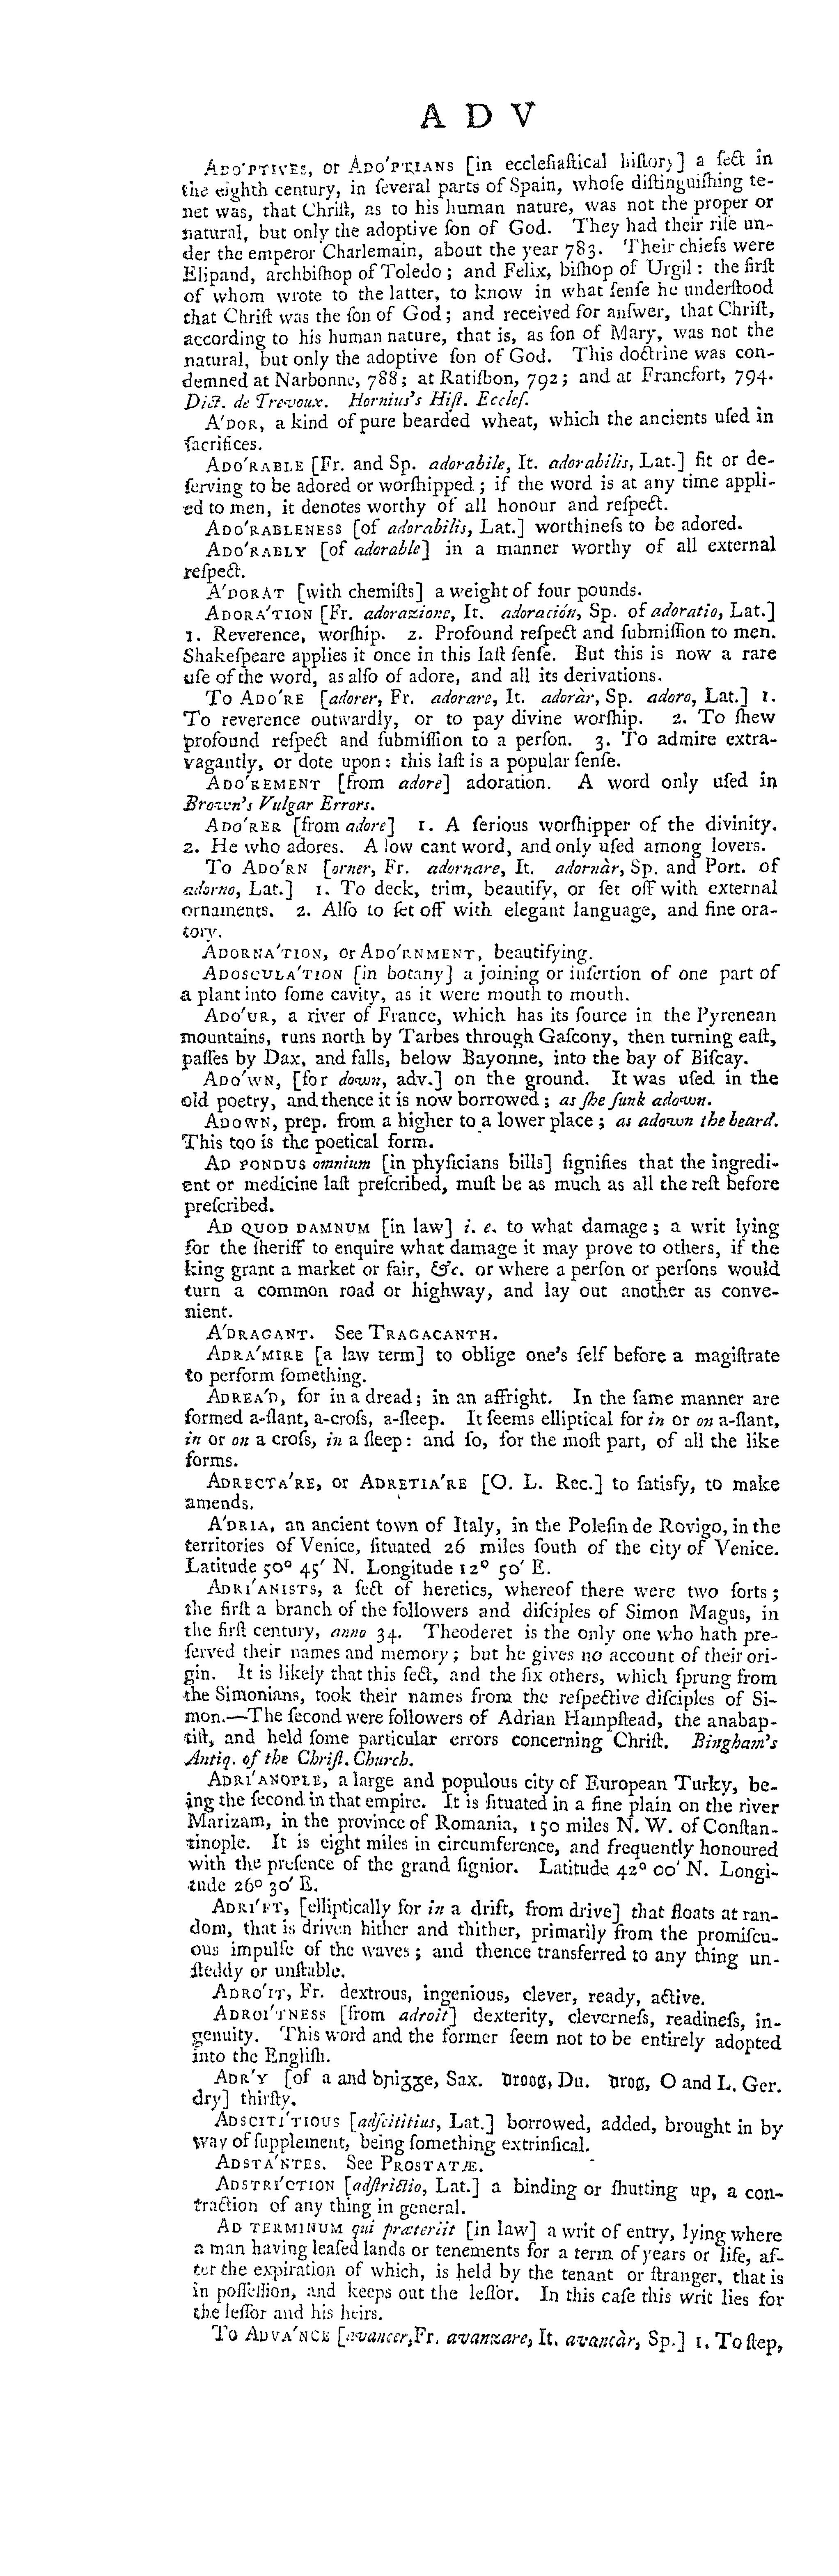 ADV
ADO'PTIVES, or ADO'PTIANS [in eccleſiaſtical hiſtory] a ſect in
the eighth century, in ſeveral parts of Spain, whoſe diſtinguiſhing te-
net was, that Chriſt, as to his human nature, was not the proper or
natural, but only the adoptive ſon of God. They had their riſe un-
der the emperor Charlemain, about the year 783. Their chiefs were
Elipand, archbiſhop of Toledo; and Felix, biſhop of Urgil: the firſt
of whom wrote to the latter, to know in what ſenſe he underſtood
that Chriſt was the ſon of God; and received for anſwer, that Chriſt,
according to his human nature, that is, as ſon of Mary, was not the
natural, but only the adoptive ſon of God. This doctrine was con-
demned at Narbonne, 788; at Ratiſbon, 792; and at Francfort, 794.
Dict. de Trevoux. Hornius's Hiſt. Eccleſ.
A'DOR, a kind of pure bearded wheat, which the ancients uſed in
ſacrifices.
ADO'RABLE [Fr. and Sp. adorabile, It. adorabilis, Lat.] fit or de-
ſerving to be adored or worſhipped; if the word is at any time appli-
ed to men, it denotes worthy of all honour and reſpect.
ADO'RABLENESS [of adorabilis, Lat.] worthineſs to be adored.
ADO'RABLY [of adorable] in a manner worthy of all external
reſpect.
A'DORAT [with chemiſts] a weight of four pounds.
ADORA'TION [Fr. adorazione, It. adoración, Sp. of adoratio, Lat.]
1. Reverence, worſhip. 2. Profound reſpect and ſubmiſſion to men.
Shakeſpeare applies it once in this laſt ſenſe. But this is now a rare
uſe of the word, as alſo of adore, and all its derivations.
To ADO'RE [adorer, Fr. adorare, It. adoràr, Sp. adoro, Lat.] 1.
To reverence outwardly, or to pay divine worſhip. 2. To ſhew
profound reſpect and ſubmiſſion to a perſon. 3. To admire extra-
vagantly, or dote upon: this laſt is a popular ſenſe.
ADO'REMENT [from adore] adoration. A word only uſed in
Brown's Vulgar Errors.
ADO'RER [from adore] 1. A ſerious worſhipper of the divinity.
2. He who adores. A low cant word, and only uſed among lovers.
To ADO'RN [orner, Fr. adornare, It. adornàr, Sp. and Port. of
adorno, Lat.] 1. To deck, trim, beautify, or ſet off with external
ornaments. 2. Alſo to ſet off with elegant language, and fine ora-
tory.
ADORNA'TION, or ADO'RNMENT, beautifying.
ADOSCULA'TION [in botany] a joining or inſertion of one part of
a plant into ſome cavity, as it were mouth to mouth.
ADO'UR, a river of France, which has its ſource in the Pyrenean
mountains, runs north by Tarbes through Gaſcony, then turning eaſt,
paſſes by Dax, and falls, below Bayonne, into the bay of Biſcay.
ADO'WN, [for down, adv.] on the ground. It was uſed in the
old poetry, and thence it is now borrowed; as ſhe ſunk adown.
ADOWN, prep. from a higher to a lower place; as adown the beard.
This too is the poetical form.
AD PONDUS omnium [in phyſicians bills] ſignifies that the ingredi-
ent or medicine laſt preſcribed, muſt be as much as all the reſt before
preſcribed.
AD QUOD DAMNUM [in law] i. e. to what damage; a writ lying
for the ſheriff to enquire what damage it may prove to others, if the
king grant a market or fair, &c. or where a perſon or perſons would
turn a common road or highway, and lay out another as conve-
nient.
A'DRAGANT. See TRAGACANTH.
ADRA'MIRE [a law term] to oblige one's ſelf before a magiſtrate
to perform ſomething.
ADREA'D, for in a dread; in an affright. In the ſame manner are
formed a-ſlant, a-croſs, a-ſleep. It ſeems elliptical for in or on a-ſlant,
in or on a croſs, in a ſleep: and ſo, for the moſt part, of all the like
forms.
ADRECTA'RE, or ADRETIA'RE [O. L. Rec.] to ſatisfy, to make
amends.
A'DRIA, an ancient town of Italy, in the Poleſin de Rovigo, in the
territories of Venice, ſituated 26 miles ſouth of the city of Venice.
Latitude 50° 45' N. Longitude 12° 50' E.
ADRI'ANISTS, a ſect of heretics, whereof there were two ſorts;
the firſt a branch of the followers and diſciples of Simon Magus, in
the firſt century, anno 34. Theoderet is the only one who hath pre-
ſerved their names and memory; but he gives no account of their ori-
gin. It is likely that this ſect, and the ſix others, which ſprung from
the Simonians, took their names from the reſpective diſciples of Si-
mon.—The ſecond were followers of Adrian Hampſtead, the anabap-
tiſt, and held ſome particular errors concerning Chriſt. Bingham's
Antiq. of the Chriſt. Church.
ADRI'ANOPLE, a large and populous city of European Turky, be-
ing the ſecond in that empire. It is ſituated in a fine plain on the river
Marizam, in the province of Romania, 150 miles N. W. of Conſtan-
tinople. It is eight miles in circumference, and frequently honoured
with the preſence of the grand ſignior. Latitude 42° 00' N. Longi-
tude 26° 30' E.
ADRI'FT, [elliptically for in a drift, from drive] that floats at ran-
dom, that is driven hither and thither, primarily from the promiſcu-
ous impulſe of the waves; and thence transferred to any thing un-
ſteddy or unſtable.
ADRO'IT, Fr. dextrous, ingenious, clever, ready, active.
ADROI'TNESS [from adroit] dexterity, cleverneſs, readineſs, in-
genuity. This word and the former ſeem not to be entirely adopted
into the Engliſh.
ADR'Y [of a and bꞃiᵹᵹe, Sax. droog, Du. drog, O and L. Ger.
dry] thirſty.
ADSCITI'TIOUS [adſcititius, Lat.] borrowed, added, brought in by
way of ſupplement, being ſomething extrinſical.
ADSTA'NTES. See PROSTATÆ.
ADSTRI'CTION [adſtrictio, Lat.] a binding or ſhutting up, a con-
traction of any thing in general.
AD TERMINUM qui præteriit [in law] a writ of entry, lying where
a man having leaſed lands or tenements for a term of years or life, af-
ter the expiration of which, is held by the tenant or ſtranger, that is
in poſſeſſion, and keeps out the leſſor. In this caſe this writ lies for
the leſſor and his heirs.
To ADVA'NCE [avancer, Fr. avanzare, It. avancàr, Sp.] 1. To ſtep,